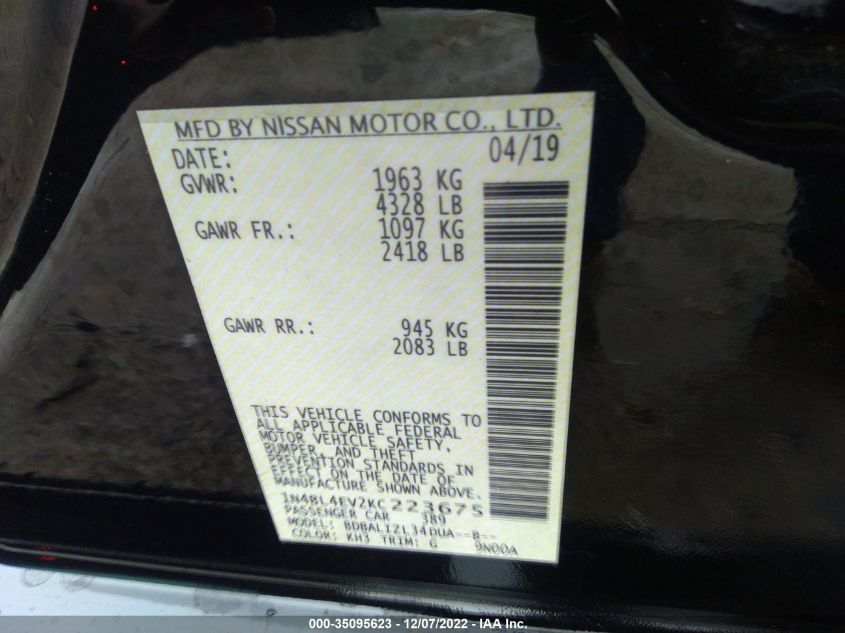 MFD BY NISSAN MOTOR CO., LTD.
DATE: 04/19
GVWR: 1963 KG
4328 LB
GAWR FR.: 1097 KG
2418 LB
GAWR RR.: 945 KG
2083 LB
THIS VEHICLE CONFORMS TO
ALL APPLICABLE FEDERAL
MOTOR VEHICLE SAFETY,
BUMPER, AND THEFT
PREVENTION STANDARDS IN
EFFECT ON THE DATE OF
MANUFACTURE SHOWN ABOVE.
1N4BL4EV2KC223675
PASSENGER CAR 389
MODEL: BDBALIZL34DUA--B--
COLOR: KH3 TRIM: G 9N00A
000-35095623 - 12/07/2022 - IAA Inc.